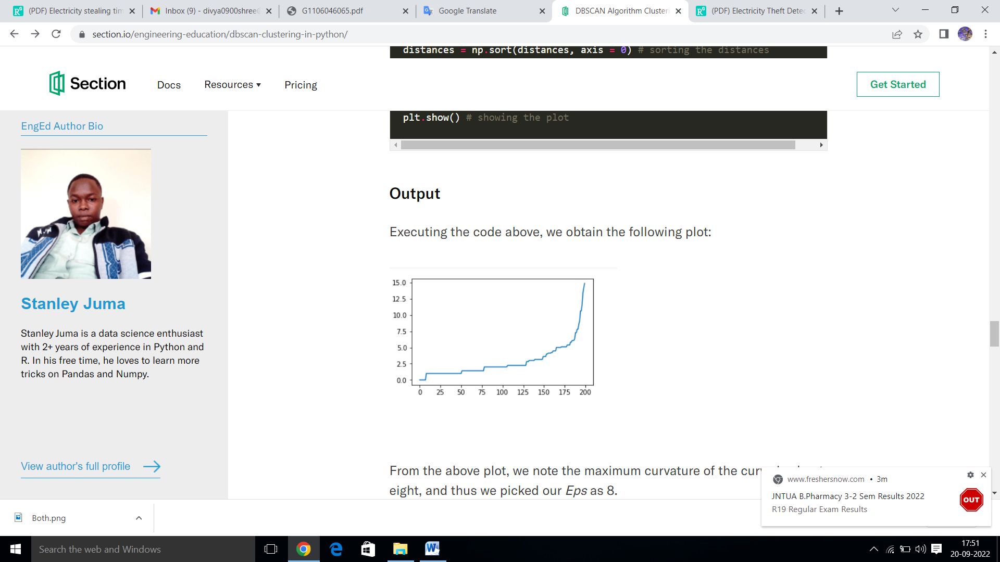 (PDF) Electricity stealing tim
Inbox (9) - divya0900shree@
G1106046065.pdf
Google Translate
DBSCAN Algorithm Clusteri
(PDF) Electricity Theft Detec
section.io/engineering-education/dbscan-clustering-in-python/
distances = np.sort(distances, axis = 0) # sorting the distances
Section
Docs
Resources ▾
Pricing
Get Started
plt.show() # showing the plot
EngEd Author Bio
Stanley Juma
Stanley Juma is a data science enthusiast
with 2+ years of experience in Python and
R. In his free time, he loves to learn more
tricks on Pandas and Numpy.
View author's full profile
Output
Executing the code above, we obtain the following plot:
15.0
12.5
10.0
7.5
5.0
2.5
0.0
0 25 50 75 100 125 150 175 200
From the above plot, we note the maximum curvature of the
eight, and thus we picked our Eps as 8.
www.freshersnow.com • 3m
JNTUA B.Pharmacy 3-2 Sem Results 2022
R19 Regular Exam Results
OUT
Both.png
Search the web and Windows
17:51
20-09-2022